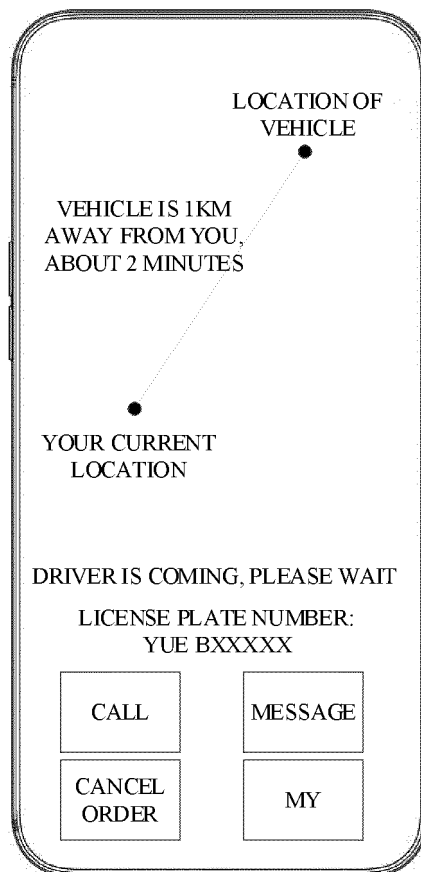 LOCATION OF
VEHICLE
VEHICLE IS 1KM
AWAY FROM YOU,
ABOUT 2 MINUTES
YOUR CURRENT
LOCATION
DRIVER IS COMING, PLEASE WAIT
LICENSE PLATE NUMBER:
YUE BXXXXX
CALL
MESSAGE
CANCEL
ORDER
MY